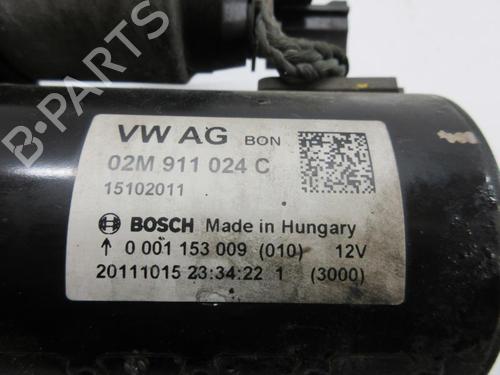 VW AG BON
02M 911 024 C
15102011
BOSCH Made in Hungary
↑ 0 001 153 009 (010) 12V
20111015 23:34:22 1 (3000)
B PARTS